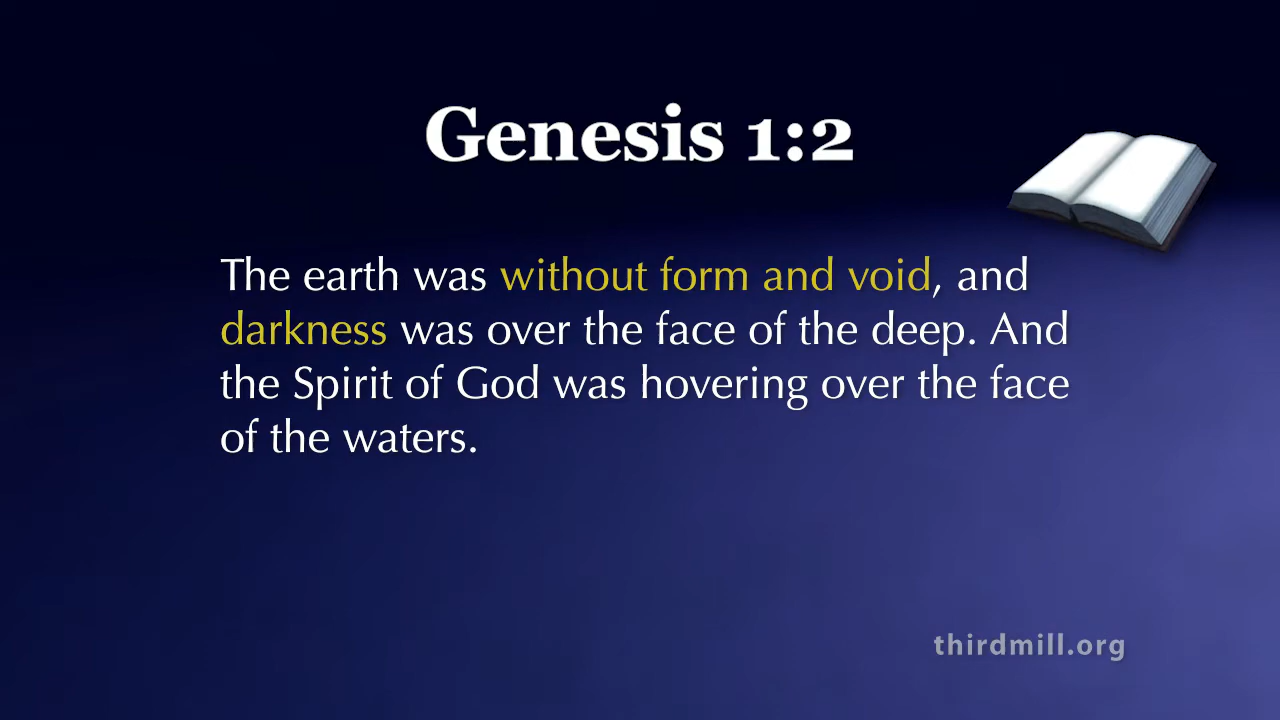 Genesis 1:2
The earth was without form and void, and
darkness was over the face of the deep. And
the Spirit of God was hovering over the face
of the waters.
thirdmill.org